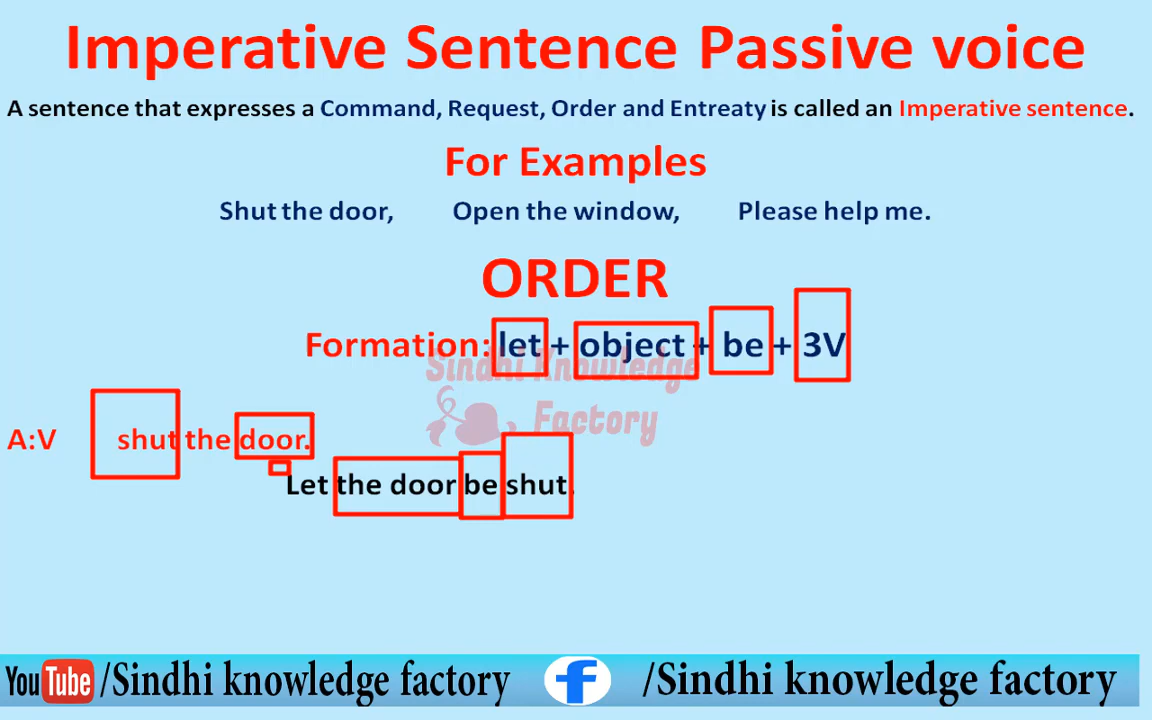 Imperative Sentence Passive voice
A sentence that expresses a Command, Request, Order and Entreaty is called an Imperative sentence.
For Examples
Shut the door, Open the window, Please help me.
ORDER
Formation: let + object + be + 3V
Sindhi Knowledge
Factory
A:V shut the door.
Let the door be shut.
YouTube /Sindhi knowledge factory f /Sindhi knowledge factory